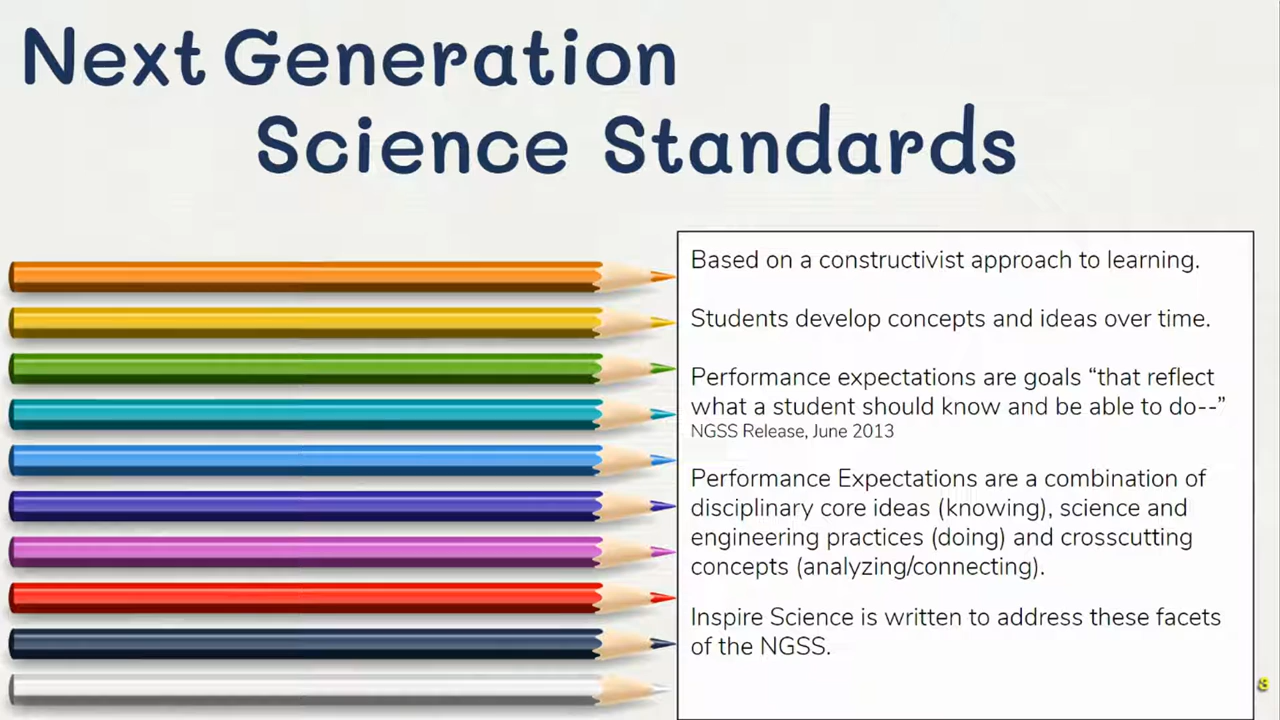 Next Generation
Science Standards
Based on a constructivist approach to learning.
Students develop concepts and ideas over time.
Performance expectations are goals “that reflect
what a student should know and be able to do--”
NGSS Release, June 2013
Performance Expectations are a combination of
disciplinary core ideas (knowing), science and
engineering practices (doing) and crosscutting
concepts (analyzing/connecting).
Inspire Science is written to address these facets
of the NGSS.
3